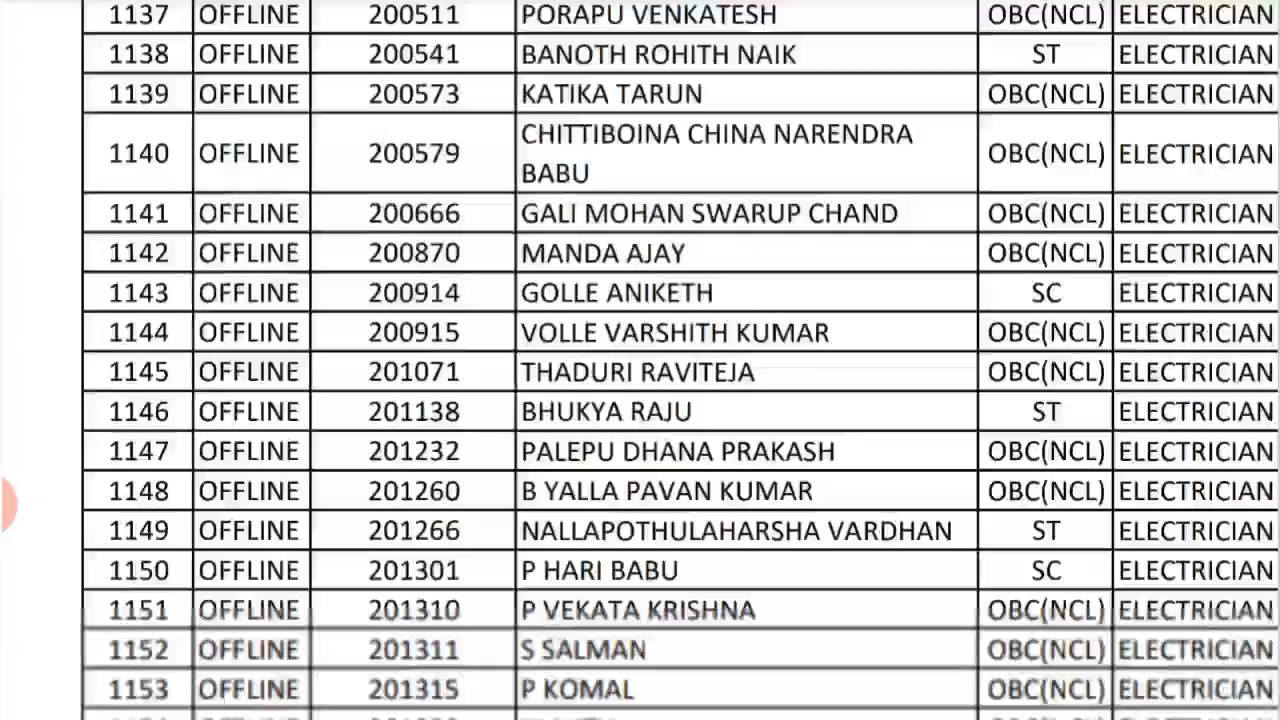 1137 OFFLINE 200511 PORAPU VENKATESH OBC(NCL) ELECTRICIAN
1138 OFFLINE 200541 BANOTH ROHITH NAIK ST ELECTRICIAN
1139 OFFLINE 200573 KATIKA TARUN OBC(NCL) ELECTRICIAN
1140 OFFLINE 200579 CHITTIBOINA CHINA NARENDRA
BABU OBC(NCL) ELECTRICIAN
1141 OFFLINE 200666 GALI MOHAN SWARUP CHAND OBC(NCL) ELECTRICIAN
1142 OFFLINE 200870 MANDA AJAY OBC(NCL) ELECTRICIAN
1143 OFFLINE 200914 GOLLE ANIKETH SC ELECTRICIAN
1144 OFFLINE 200915 VOLLE VARSHITH KUMAR OBC(NCL) ELECTRICIAN
1145 OFFLINE 201071 THADURI RAVITEJA OBC(NCL) ELECTRICIAN
1146 OFFLINE 201138 BHUKYA RAJU ST ELECTRICIAN
1147 OFFLINE 201232 PALEPU DHANA PRAKASH OBC(NCL) ELECTRICIAN
1148 OFFLINE 201260 B YALLA PAVAN KUMAR OBC(NCL) ELECTRICIAN
1149 OFFLINE 201266 NALLAPOTHULAHARSHA VARDHAN ST ELECTRICIAN
1150 OFFLINE 201301 P HARI BABU SC ELECTRICIAN
1151 OFFLINE 201310 P VEKATA KRISHNA OBC(NCL) ELECTRICIAN
1152 OFFLINE 201311 S SALMAN OBC(NCL) ELECTRICIAN
1153 OFFLINE 201315 P KOMAL OBC(NCL) ELECTRICIAN